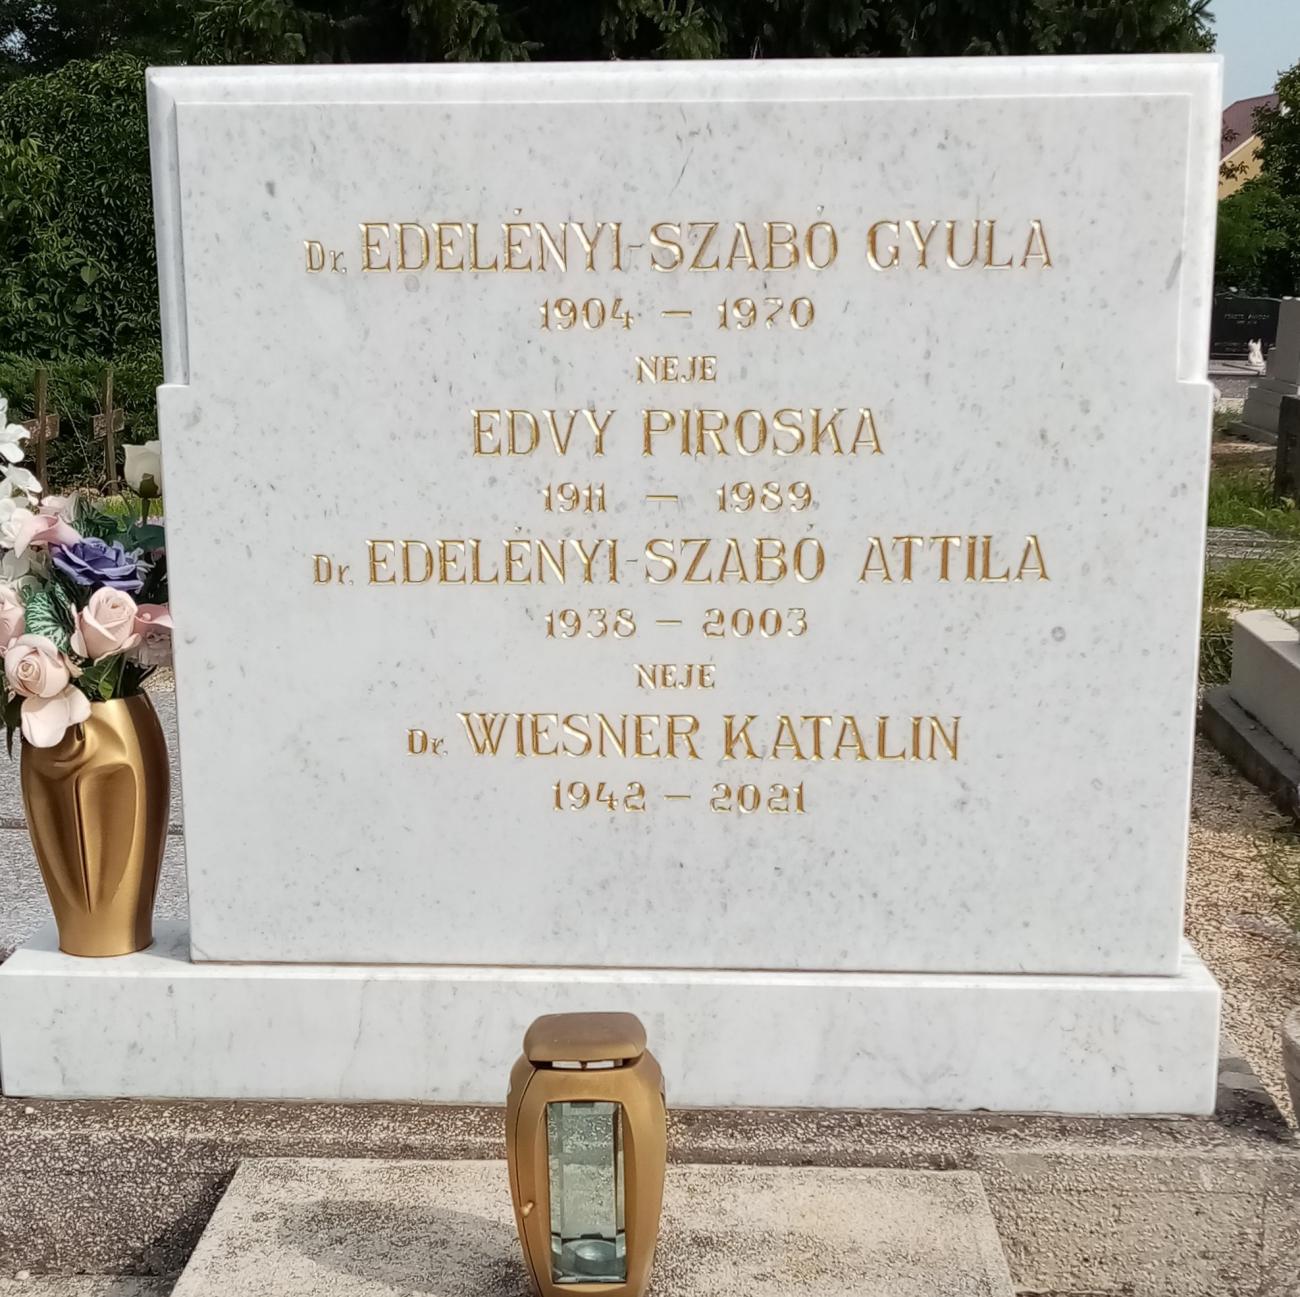 Dr. EDELÉNYI-SZABÓ GYULA
1904 – 1970
NEJE
EDVY PIROSKA
1911 – 1989
Dr. EDELÉNYI-SZABÓ ATTILA
1938 – 2003
NEJE
Dr. WIESNER KATALIN
1942 – 2021